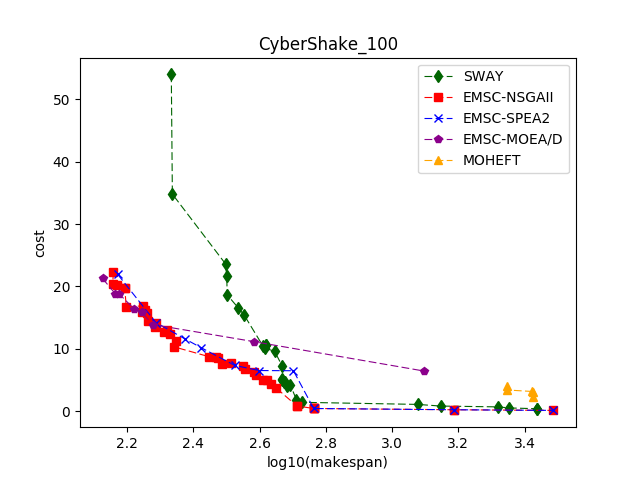 CyberShake_100
SWAY
EMSC-NSGAII
EMSC-SPEA2
EMSC-MOEA/D
MOHEFT
cost
50
40
30
20
10
0
2.2 2.4 2.6 2.8 3.0 3.2 3.4
log10(makespan)